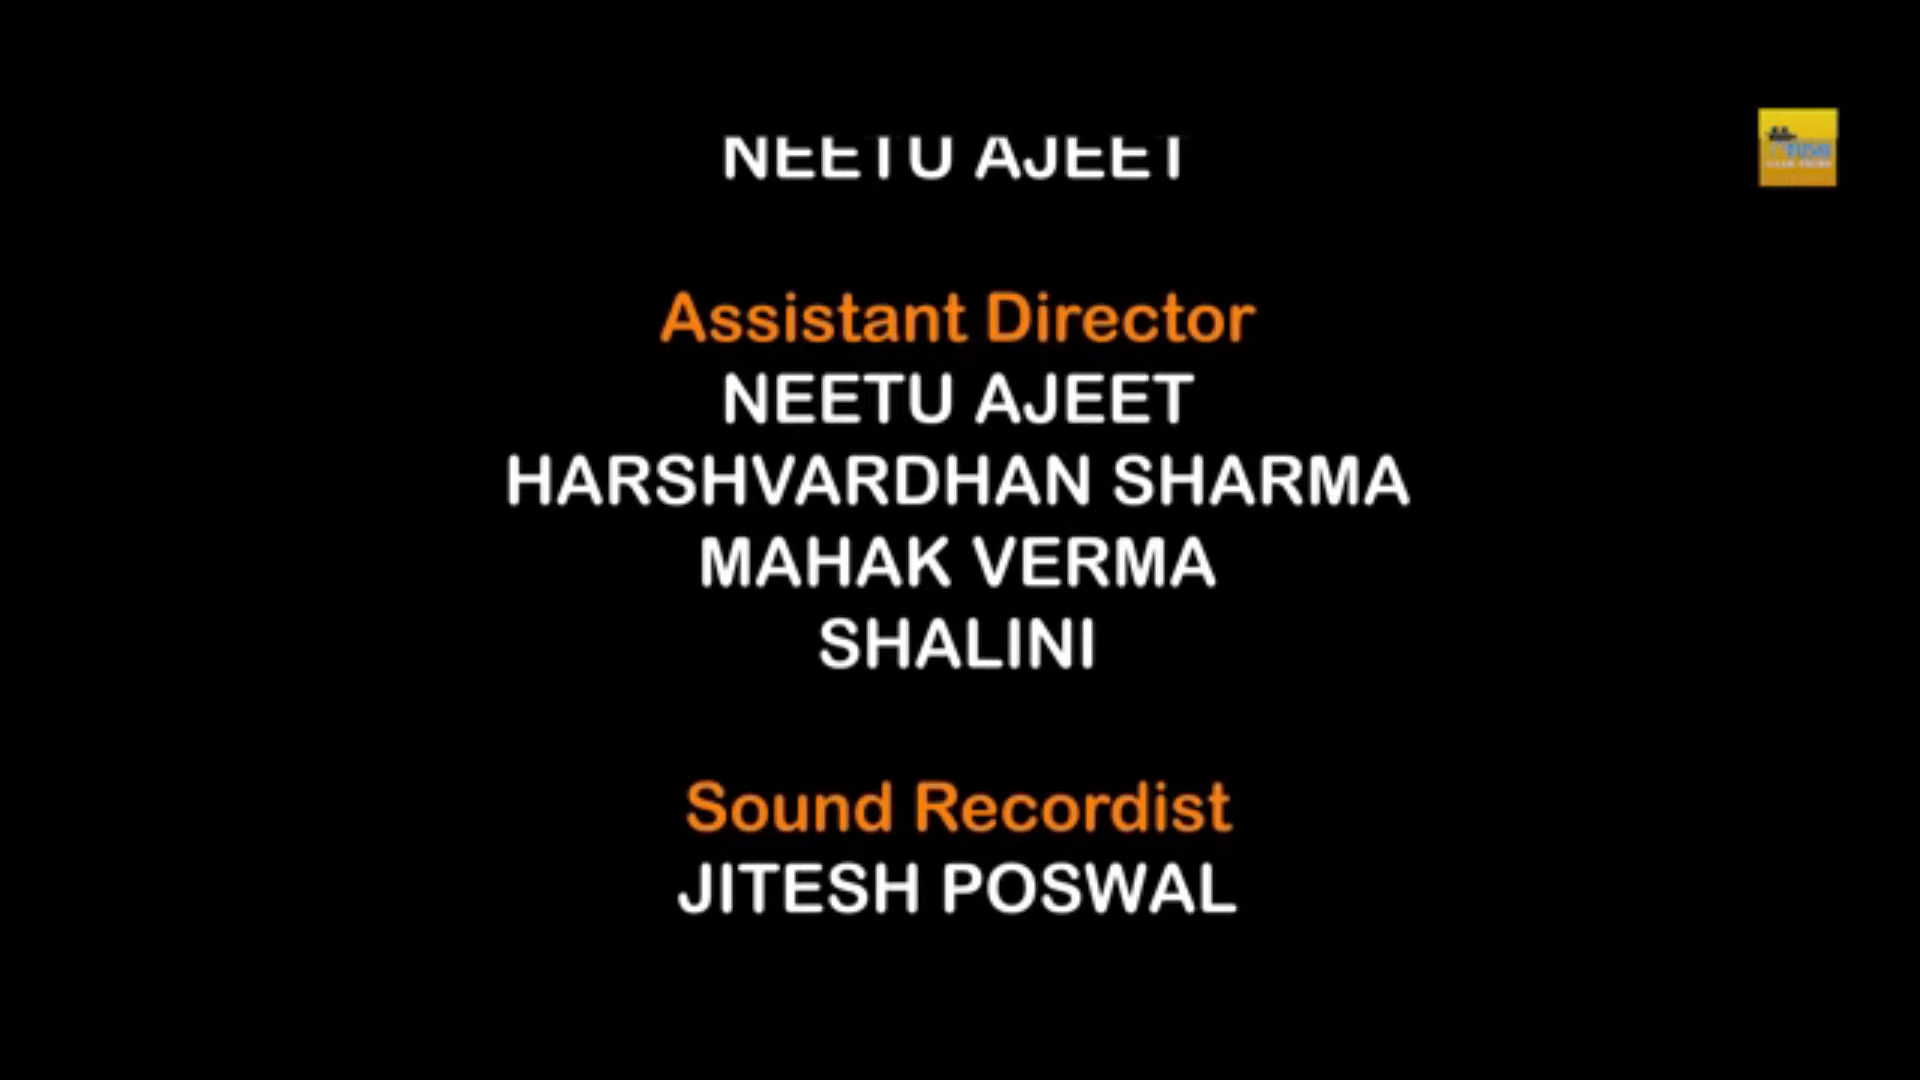 NEETU AJEET
Assistant Director
NEETU AJEET
HARSHVARDHAN SHARMA
MAHAK VERMA
SHALINI
Sound Recordist
JITESH POSWAL